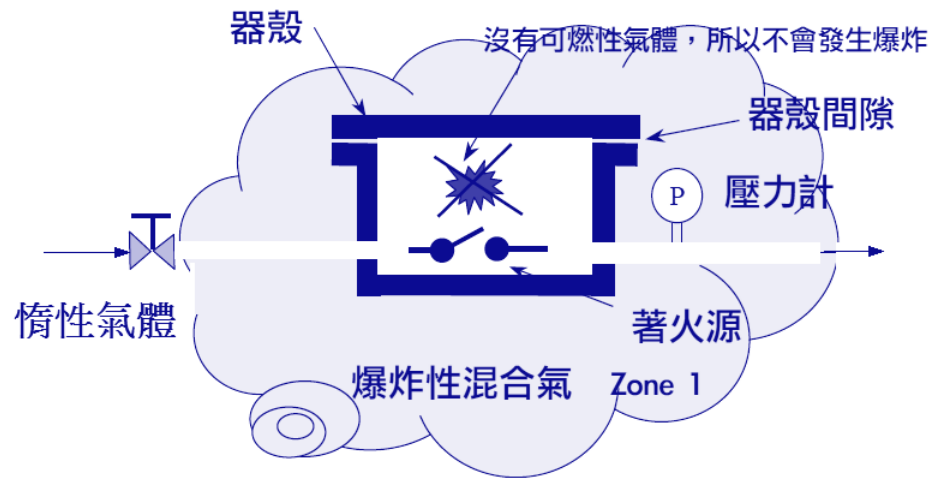 器殼
沒有可燃性氣體，所以不會發生爆炸
器殼間隙
P
壓力計
惰性氣體
著火源
爆炸性混合氣 Zone 1